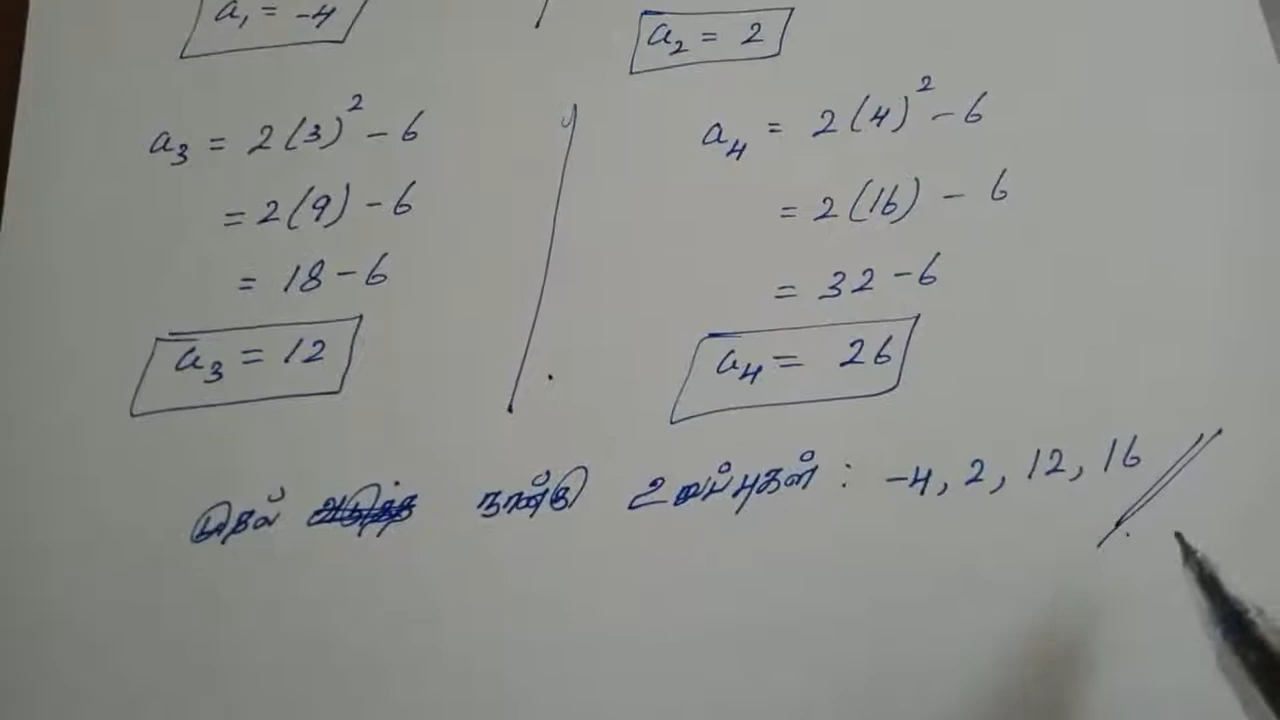 a₁ = -4
a₂ = 2
a₃ = 2(3)² - 6
= 2(9) - 6
= 18 - 6
a₃ = 12
a₄ = 2(4)² - 6
= 2(16) - 6
= 32 - 6
a₄ = 26
முதல் நான்கு உறுப்புகள் : -4, 2, 12, 16